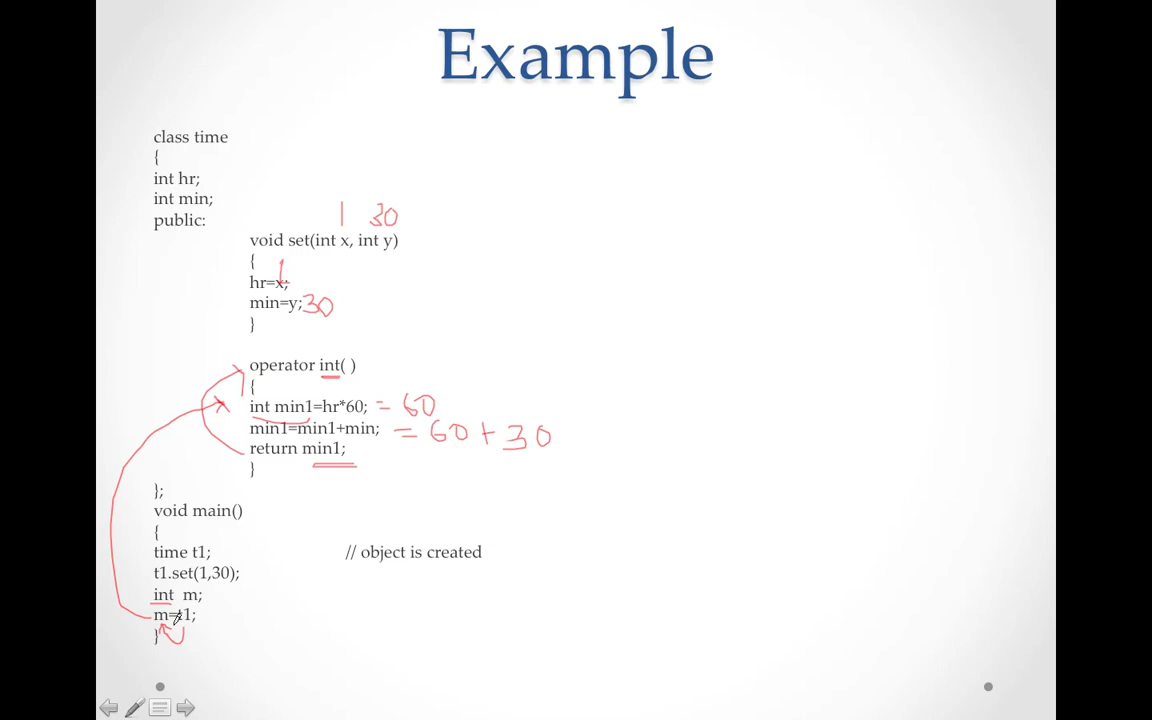 Example
class time
{
int hr;
int min;
public:
1 30
void set(int x, int y)
{
hr=x; 1
min=y; 30
}
operator int( )
{
int min1=hr*60; = 60
min1=min1+min; = 60 + 30
return min1;
}
};
void main()
{
time t1; // object is created
t1.set(1,30);
int m;
m=t1;
}